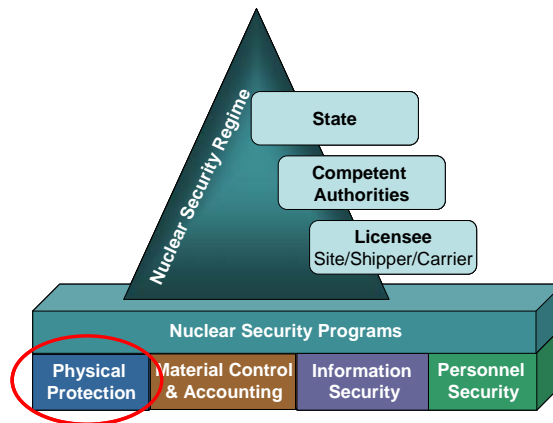 Nuclear Security Regime
State
Competent
Authorities
Licensee
Site/Shipper/Carrier
Nuclear Security Programs
Physical
Protection
Material Control
& Accounting
Information
Security
Personnel
Security